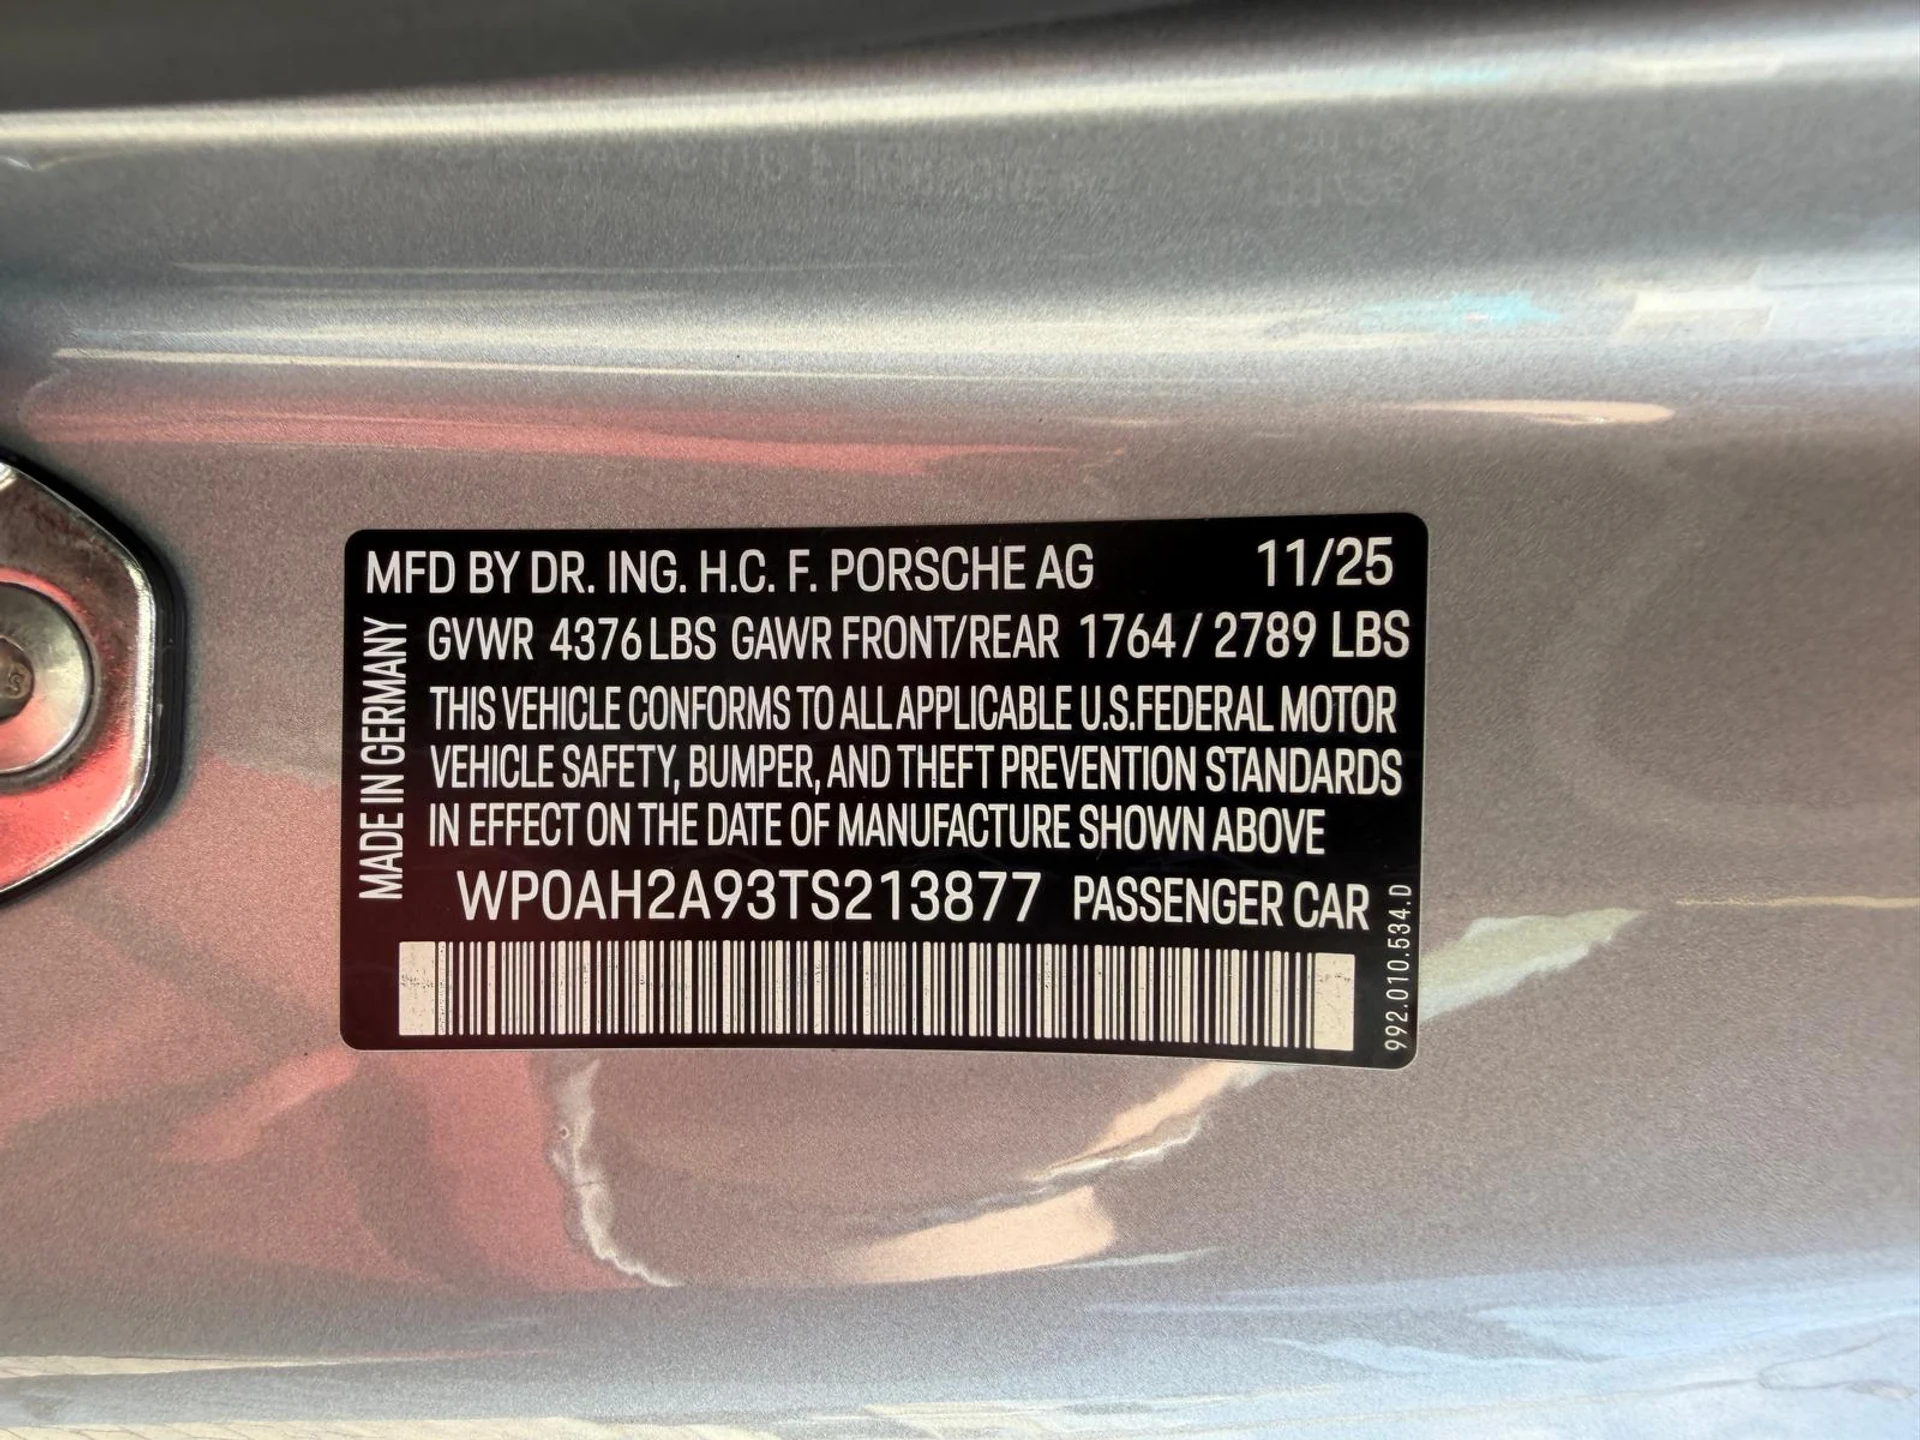 MFD BY DR. ING. H.C. F. PORSCHE AG 11/25
GVWR 4376 LBS GAWR FRONT/REAR 1764 / 2789 LBS
THIS VEHICLE CONFORMS TO ALL APPLICABLE U.S.FEDERAL MOTOR
VEHICLE SAFETY, BUMPER, AND THEFT PREVENTION STANDARDS
IN EFFECT ON THE DATE OF MANUFACTURE SHOWN ABOVE
WP0AH2A93TS213877 PASSENGER CAR
MADE IN GERMANY
992.010.534.D